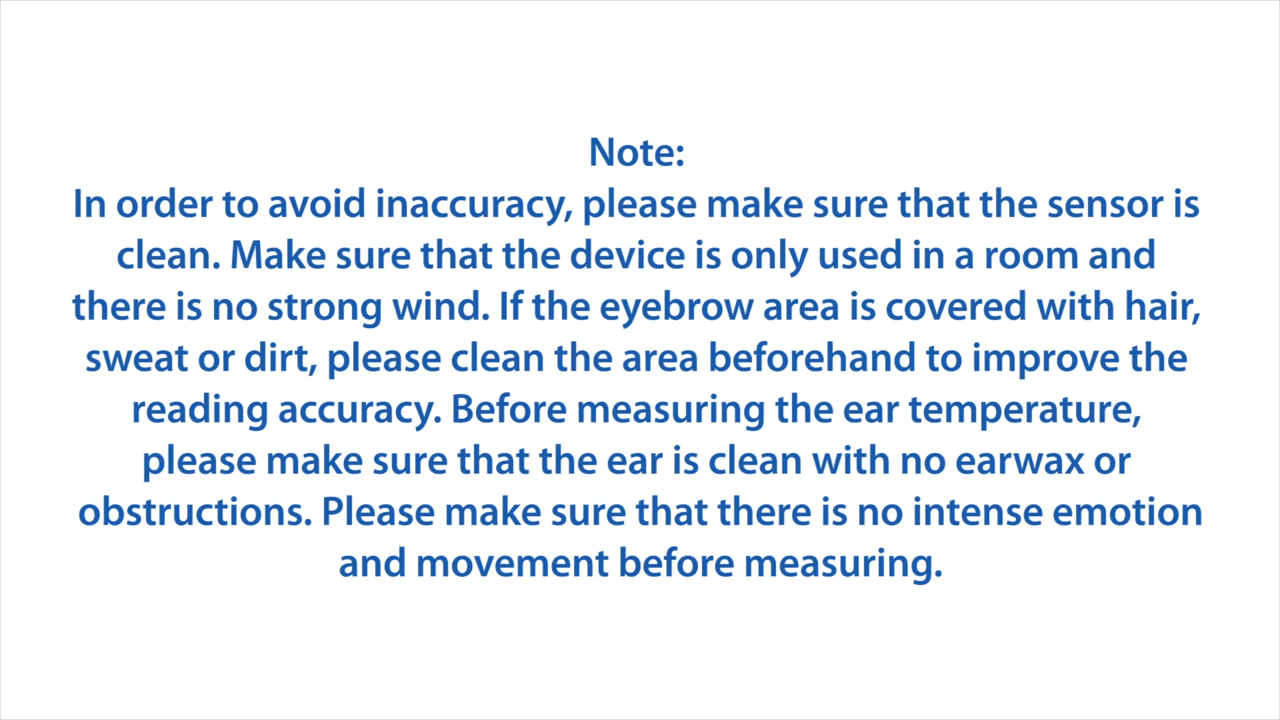 Note:
In order to avoid inaccuracy, please make sure that the sensor is
clean. Make sure that the device is only used in a room and
there is no strong wind. If the eyebrow area is covered with hair,
sweat or dirt, please clean the area beforehand to improve the
reading accuracy. Before measuring the ear temperature,
please make sure that the ear is clean with no earwax or
obstructions. Please make sure that there is no intense emotion
and movement before measuring.